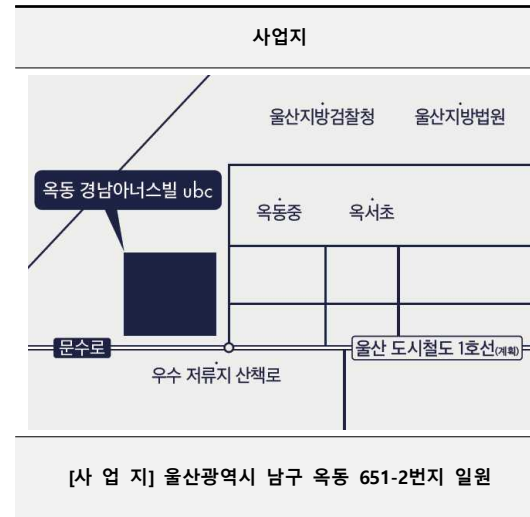 사업지
울산지방검찰청 울산지방법원
옥동 경남아너스빌 ubc
옥동중 옥서초
문수로 울산 도시철도 1호선(계획)
우수 저류지 산책로
[사 업 지] 울산광역시 남구 옥동 651-2번지 일원